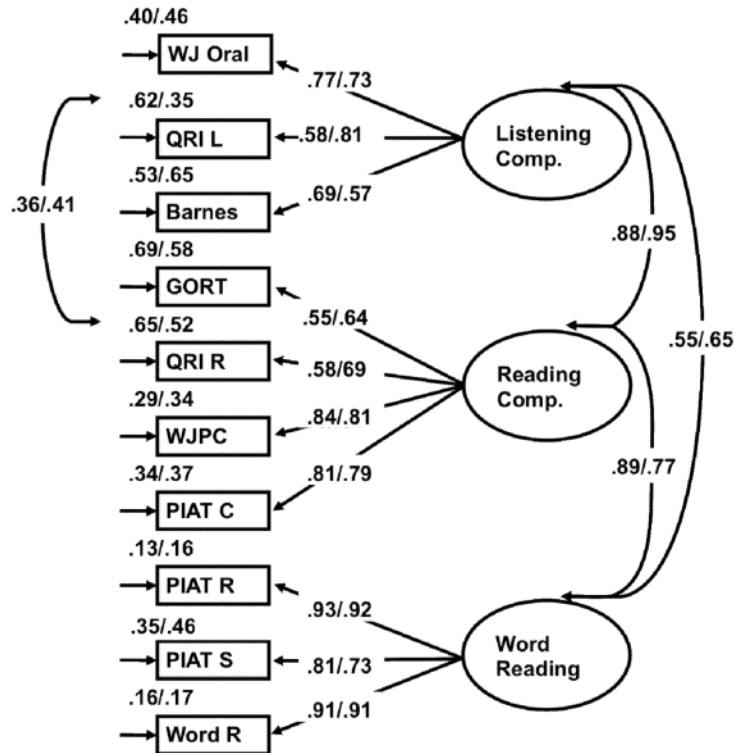 .40/.46
WJ Oral
.77/.73
.62/.35
QRI L
.58/.81
Listening
Comp.
.53/.65
Barnes
.69/.57
.36/.41
.88/.95
.69/.58
GORT
.55/.64
.65/.52
QRI R
.58/69
Reading
Comp.
.55/.65
.29/.34
WJPC
.84/.81
.34/.37
PIAT C
.81/.79
.89/.77
.13/.16
PIAT R
.93/.92
.35/.46
PIAT S
.81/.73
Word
Reading
.16/.17
Word R
.91/.91